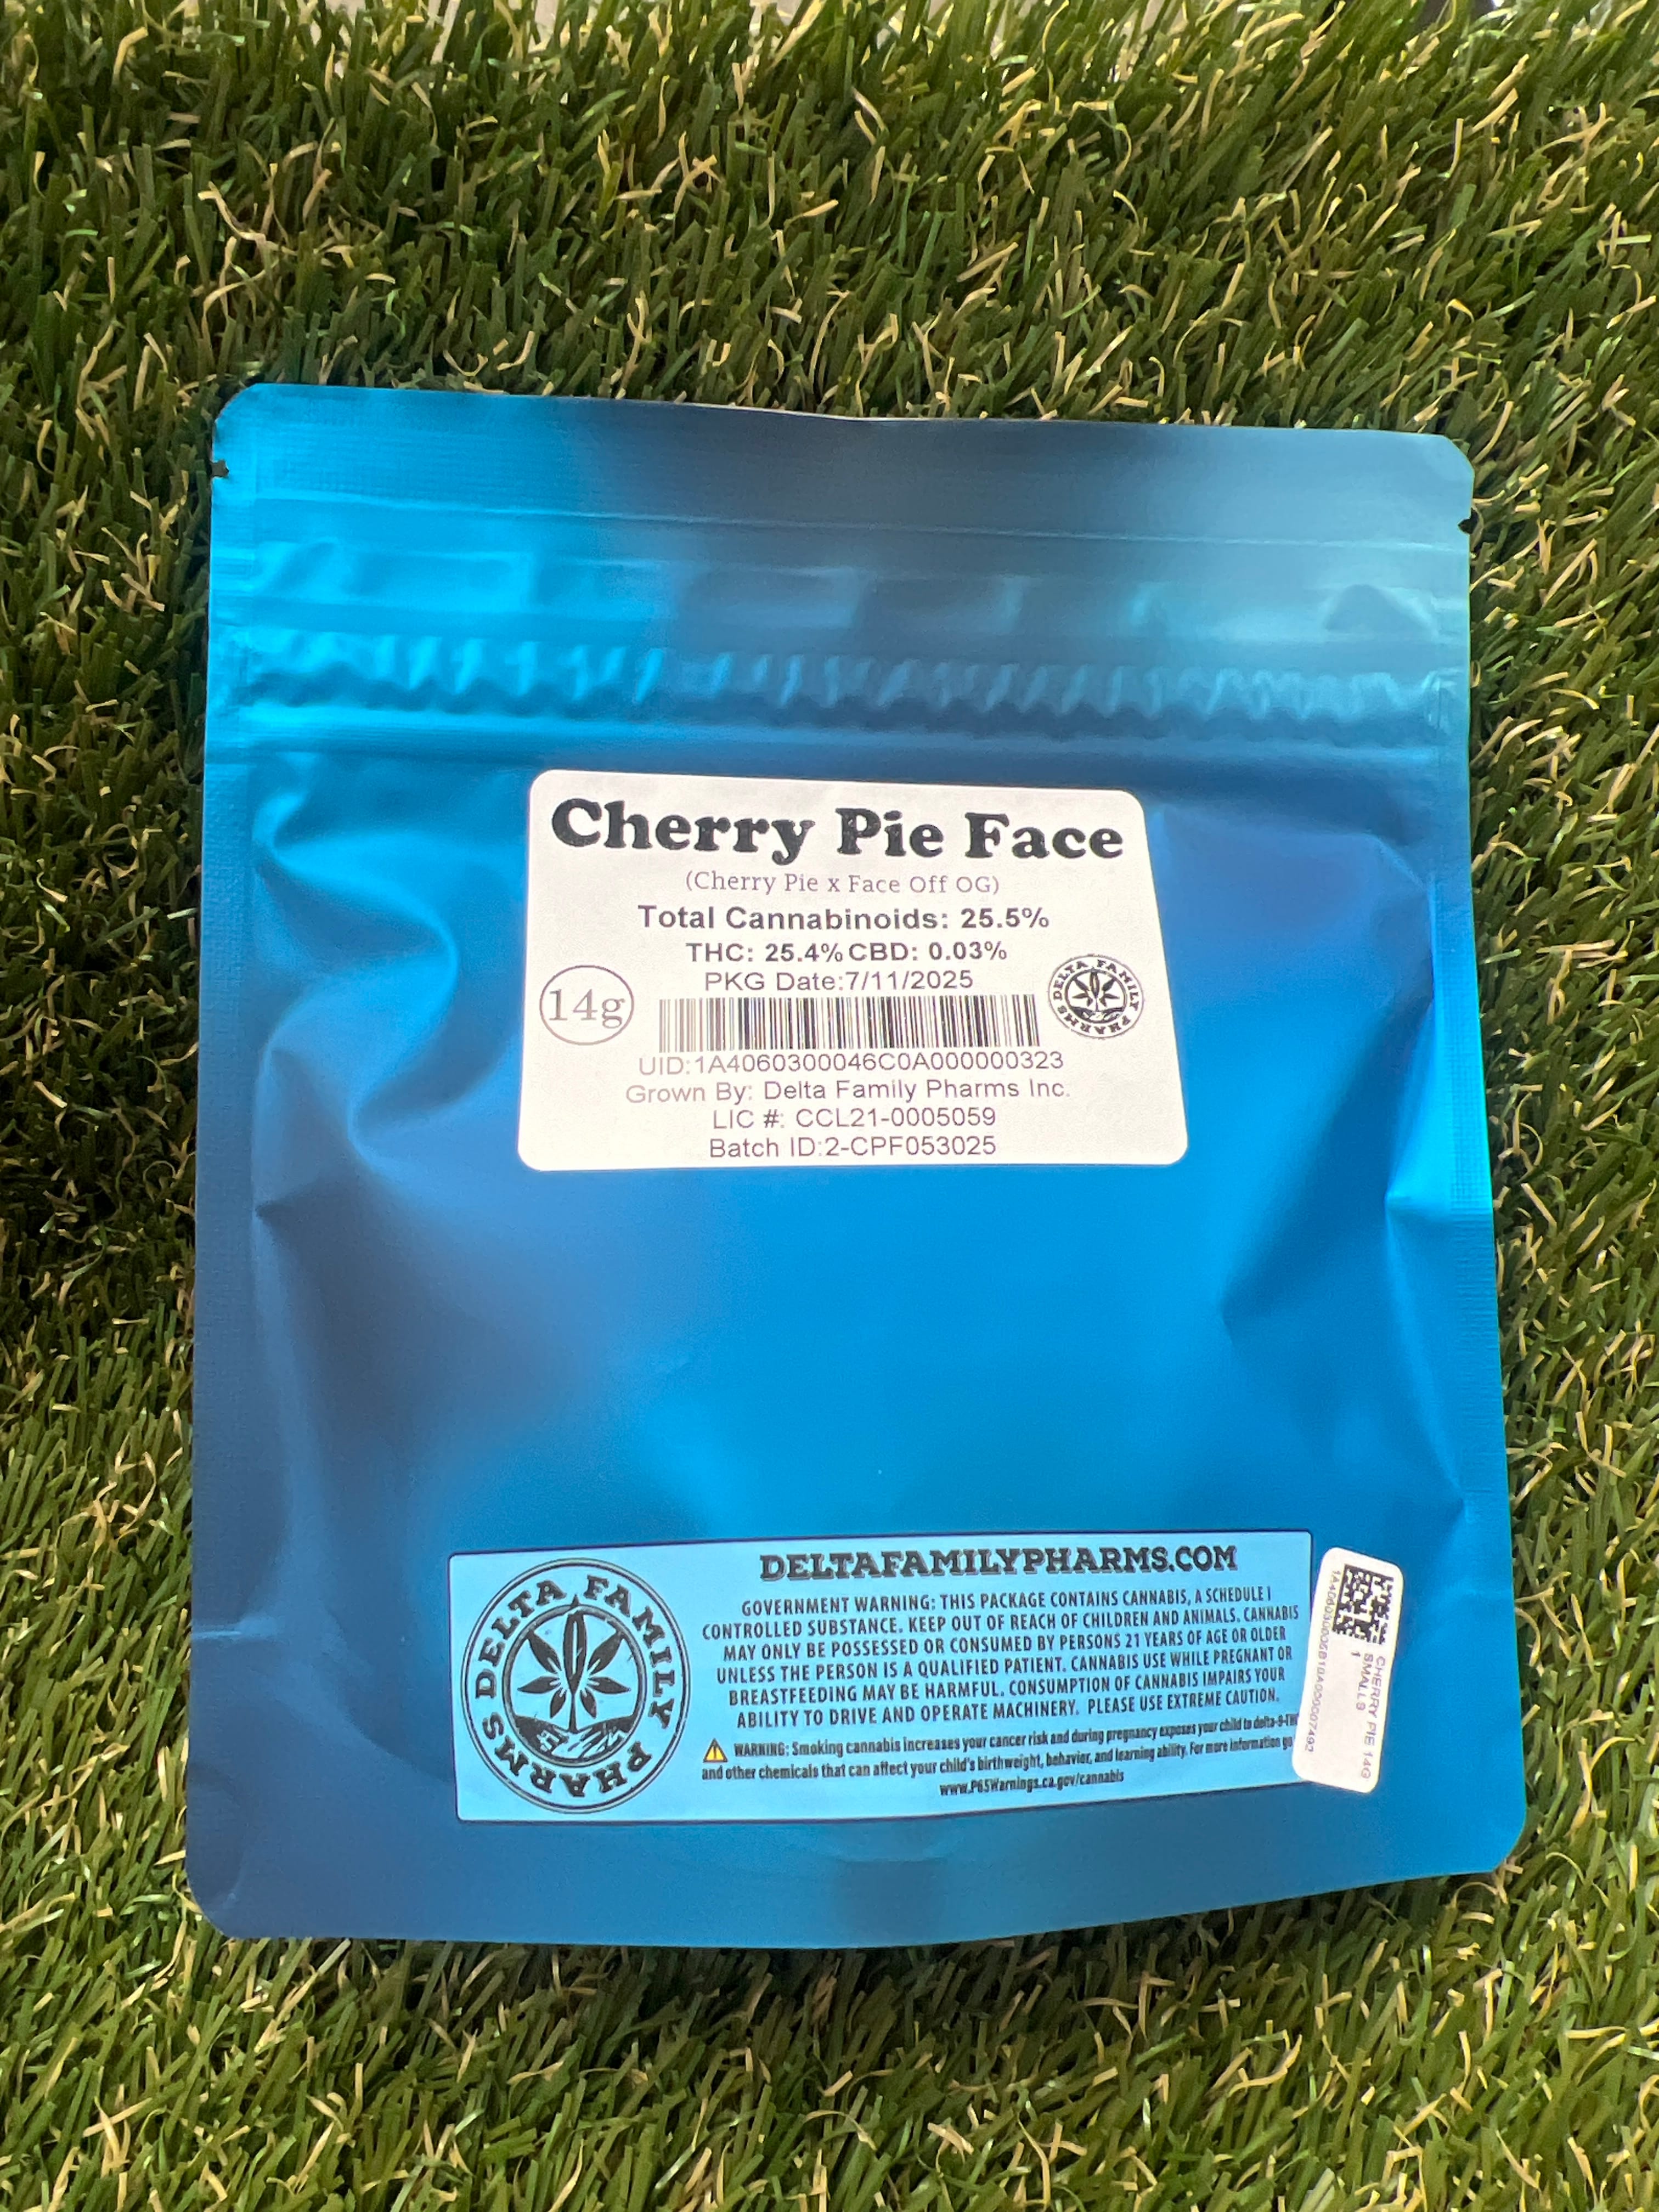 Cherry Pie Face
(Cherry Pie x Face Off OG)
Total Cannabinoids: 25.5%
THC: 25.4% CBD: 0.03%
PKG Date:7/11/2025
14g
DELTA FAMILY PHARMS
UID:1A4060300046C0A000000323
Grown By: Delta Family Pharms Inc.
LIC #: CCL21-0005059
Batch ID:2-CPF053025
DELTA FAMILY PHARMS
DELTAFAMILYPHARMS.COM
GOVERNMENT WARNING: THIS PACKAGE CONTAINS CANNABIS, A SCHEDULE I
CONTROLLED SUBSTANCE. KEEP OUT OF REACH OF CHILDREN AND ANIMALS. CANNABIS
MAY ONLY BE POSSESSED OR CONSUMED BY PERSONS 21 YEARS OF AGE OR OLDER
UNLESS THE PERSON IS A QUALIFIED PATIENT. CANNABIS USE WHILE PREGNANT OR
BREASTFEEDING MAY BE HARMFUL. CONSUMPTION OF CANNABIS IMPAIRS YOUR
ABILITY TO DRIVE AND OPERATE MACHINERY. PLEASE USE EXTREME CAUTION.
WARNING: Smoking cannabis increases your cancer risk and during pregnancy exposes your child to delta-9-THC
and other chemicals that can affect your child's birthweight, behavior, and learning ability. For more information go
www.P65Warnings.ca.gov/cannabis
CHERRY PIE 14G
SMALLS
1